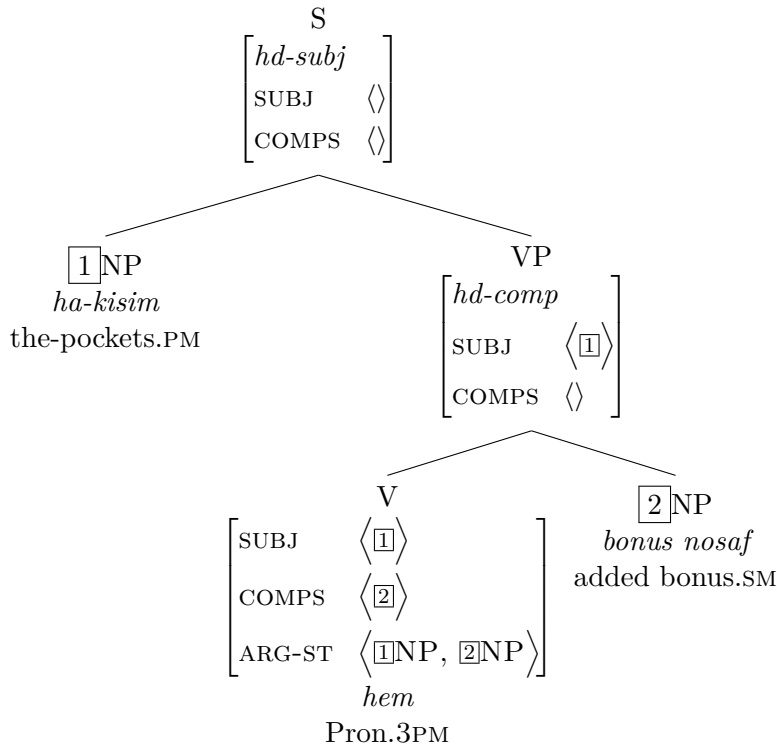 S
hd-subj
SUBJ ⟨⟩
COMPS ⟨⟩
1 NP
ha-kisim
the-pockets.PM
VP
hd-comp
SUBJ ⟨1⟩
COMPS ⟨⟩
V
SUBJ ⟨1⟩
COMPS ⟨2⟩
ARG-ST ⟨1NP, 2NP⟩
hem
Pron.3PM
2 NP
bonus nosaf
added bonus.SM